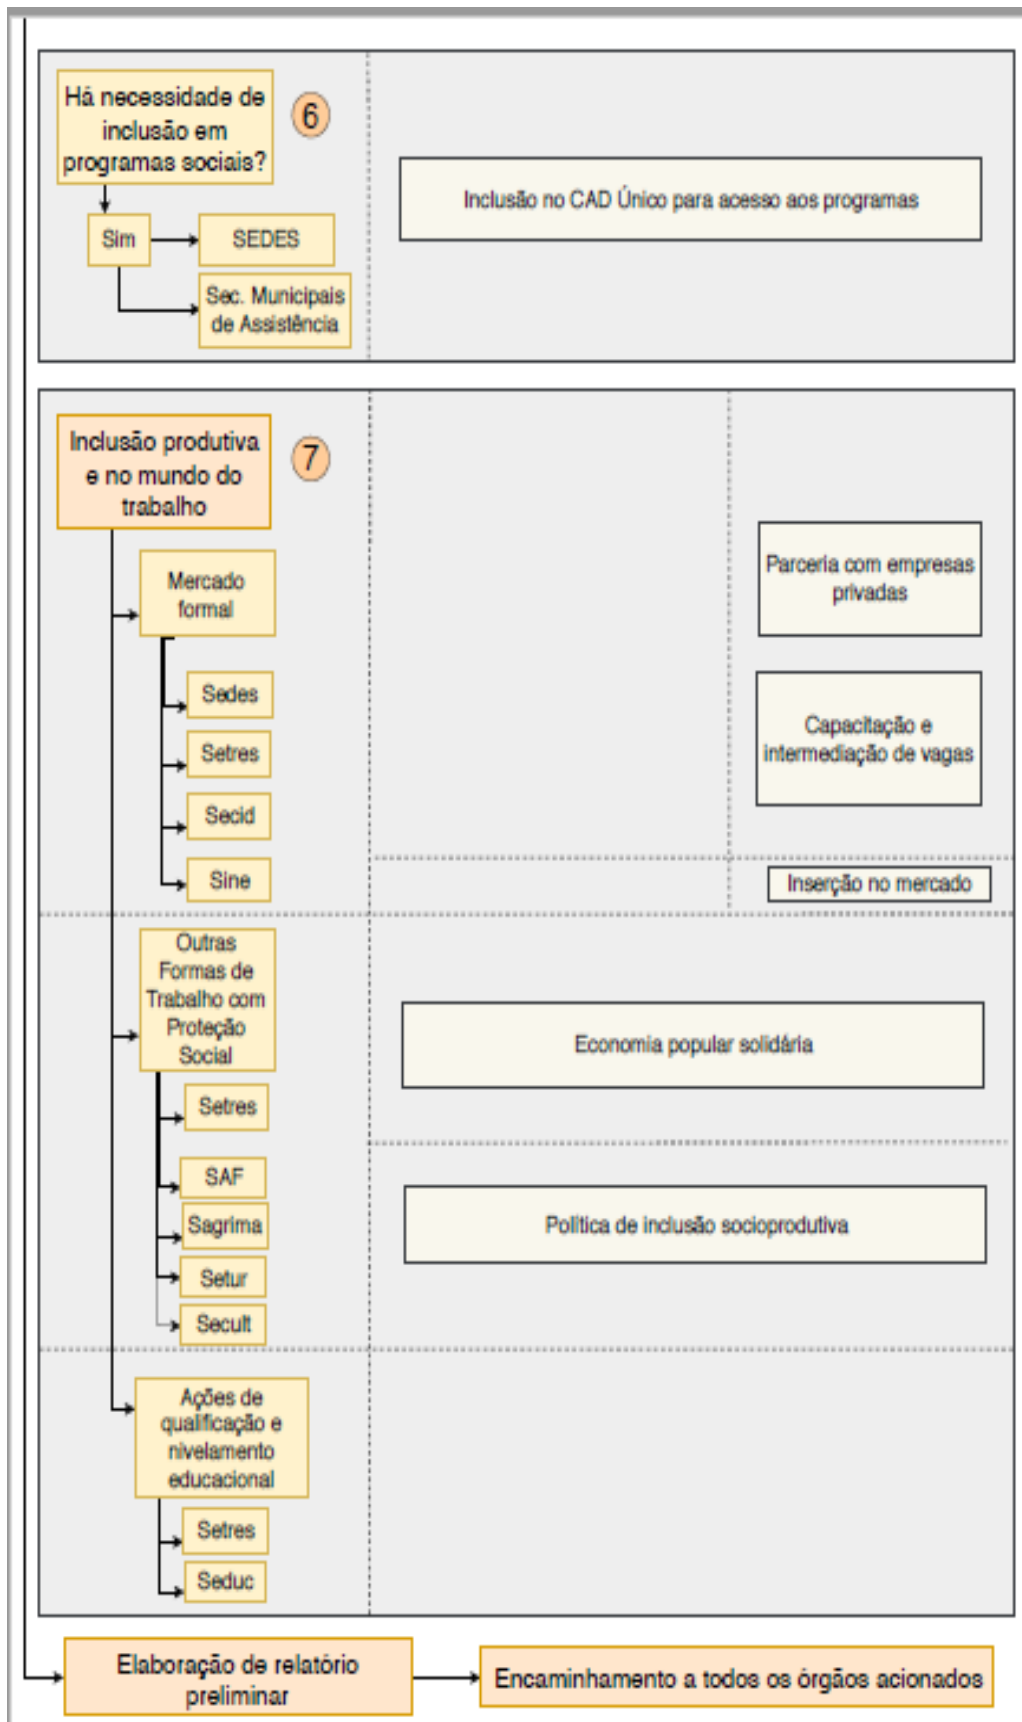 Há necessidade de
inclusão em
programas sociais?
6
Inclusão no CAD Único para acesso aos programas
Sim
SEDES
Sec. Municipais
de Assistência
Inclusão produtiva
e no mundo do
trabalho
7
Mercado
formal
Parceria com empresas
privadas
Sedes
Setres
Capacitação e
intermediação de vagas
Secid
Sine
Inserção no mercado
Outras
Formas de
Trabalho com
Proteção
Social
Economia popular solidária
Setres
SAF
Sagrima
Política de inclusão socioprodutiva
Setur
Secult
Ações de
qualificação e
nivelamento
educacional
Setres
Seduc
Elaboração de relatório
preliminar
Encaminhamento a todos os órgãos acionados